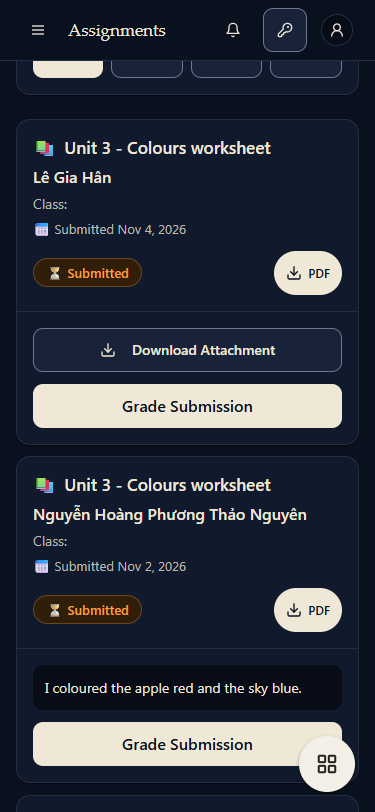 Assignments
Unit 3 - Colours worksheet
Lê Gia Hân
Class:
Submitted Nov 4, 2026
Submitted
PDF
Download Attachment
Grade Submission
Unit 3 - Colours worksheet
Nguyễn Hoàng Phương Thảo Nguyên
Class:
Submitted Nov 2, 2026
Submitted
PDF
I coloured the apple red and the sky blue.
Grade Submission